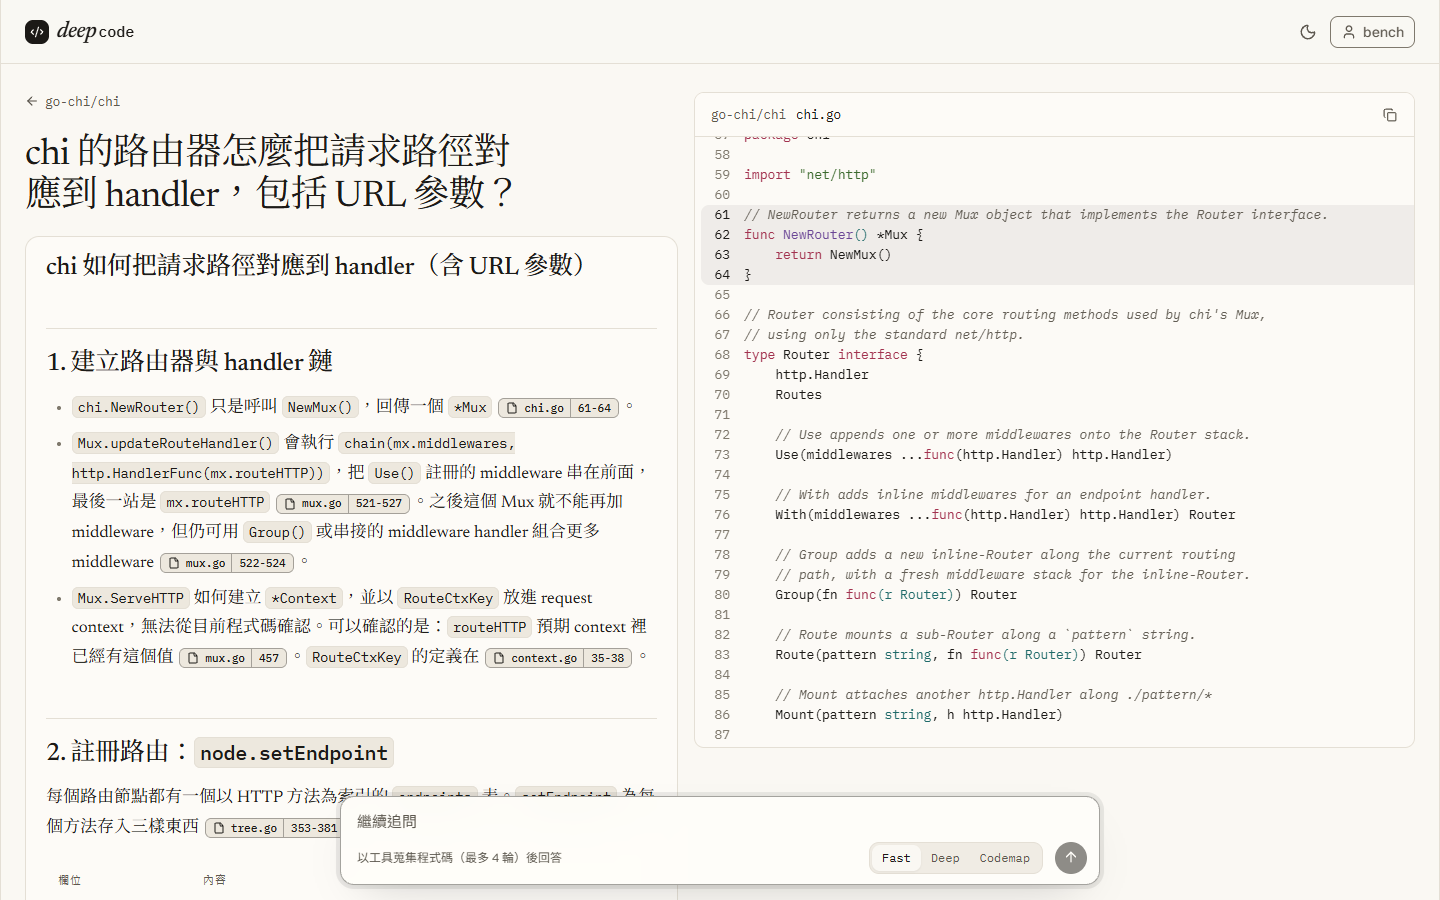 deepcode
bench
go-chi/chi
chi 的路由器怎麼把請求路徑對
應到 handler，包括 URL 參數？
chi 如何把請求路徑對應到 handler（含 URL 參數）
1. 建立路由器與 handler 鏈
chi.NewRouter() 只是呼叫 NewMux()，回傳一個 *Mux chi.go 61-64 。
Mux.updateRouteHandler() 會執行 chain(mx.middlewares,
http.HandlerFunc(mx.routeHTTP))，把 Use() 註冊的 middleware 串在前面，
最後一站是 mx.routeHTTP mux.go 521-527 。之後這個 Mux 就不能再加
middleware，但仍可用 Group() 或串接的 middleware handler 組合更多
middleware mux.go 522-524 。
Mux.ServeHTTP 如何建立 *Context，並以 RouteCtxKey 放進 request
context，無法從目前程式碼確認。可以確認的是：routeHTTP 預期 context 裡
已經有這個值 mux.go 457 。RouteCtxKey 的定義在 context.go 35-38 。
2. 註冊路由：node.setEndpoint
每個路由節點都有一個以 HTTP 方法為索引的 endpoints 表。setEndpoint 為每
個方法存入三樣東西 tree.go 353-381
欄位 內容
繼續追問
以工具蒐集程式碼（最多 4 輪）後回答
Fast Deep Codemap
go-chi/chi chi.go
57 package chi
58
59 import "net/http"
60
61 // NewRouter returns a new Mux object that implements the Router interface.
62 func NewRouter() *Mux {
63 return NewMux()
64 }
65
66 // Router consisting of the core routing methods used by chi's Mux,
67 // using only the standard net/http.
68 type Router interface {
69 http.Handler
70 Routes
71
72 // Use appends one or more middlewares onto the Router stack.
73 Use(middlewares ...func(http.Handler) http.Handler)
74
75 // With adds inline middlewares for an endpoint handler.
76 With(middlewares ...func(http.Handler) http.Handler) Router
77
78 // Group adds a new inline-Router along the current routing
79 // path, with a fresh middleware stack for the inline-Router.
80 Group(fn func(r Router)) Router
81
82 // Route mounts a sub-Router along a `pattern` string.
83 Route(pattern string, fn func(r Router)) Router
84
85 // Mount attaches another http.Handler along ./pattern/*
86 Mount(pattern string, h http.Handler)
87